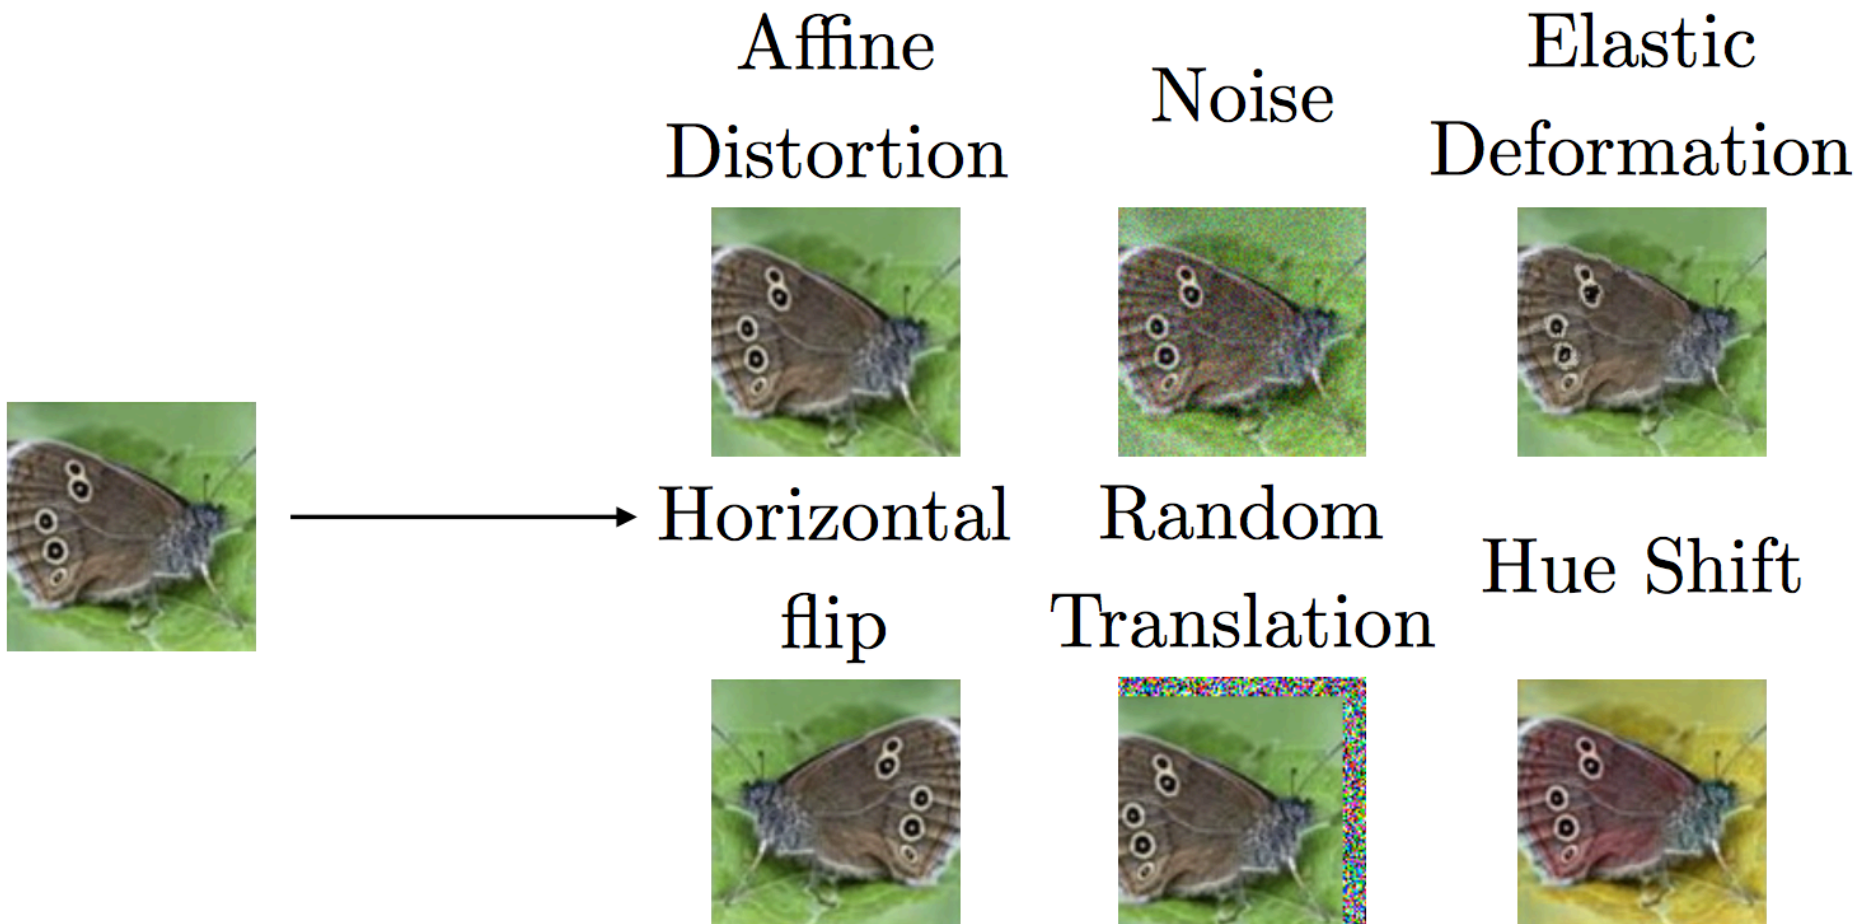 Affine
Distortion
Noise
Elastic
Deformation
Horizontal
flip
Random
Translation
Hue Shift